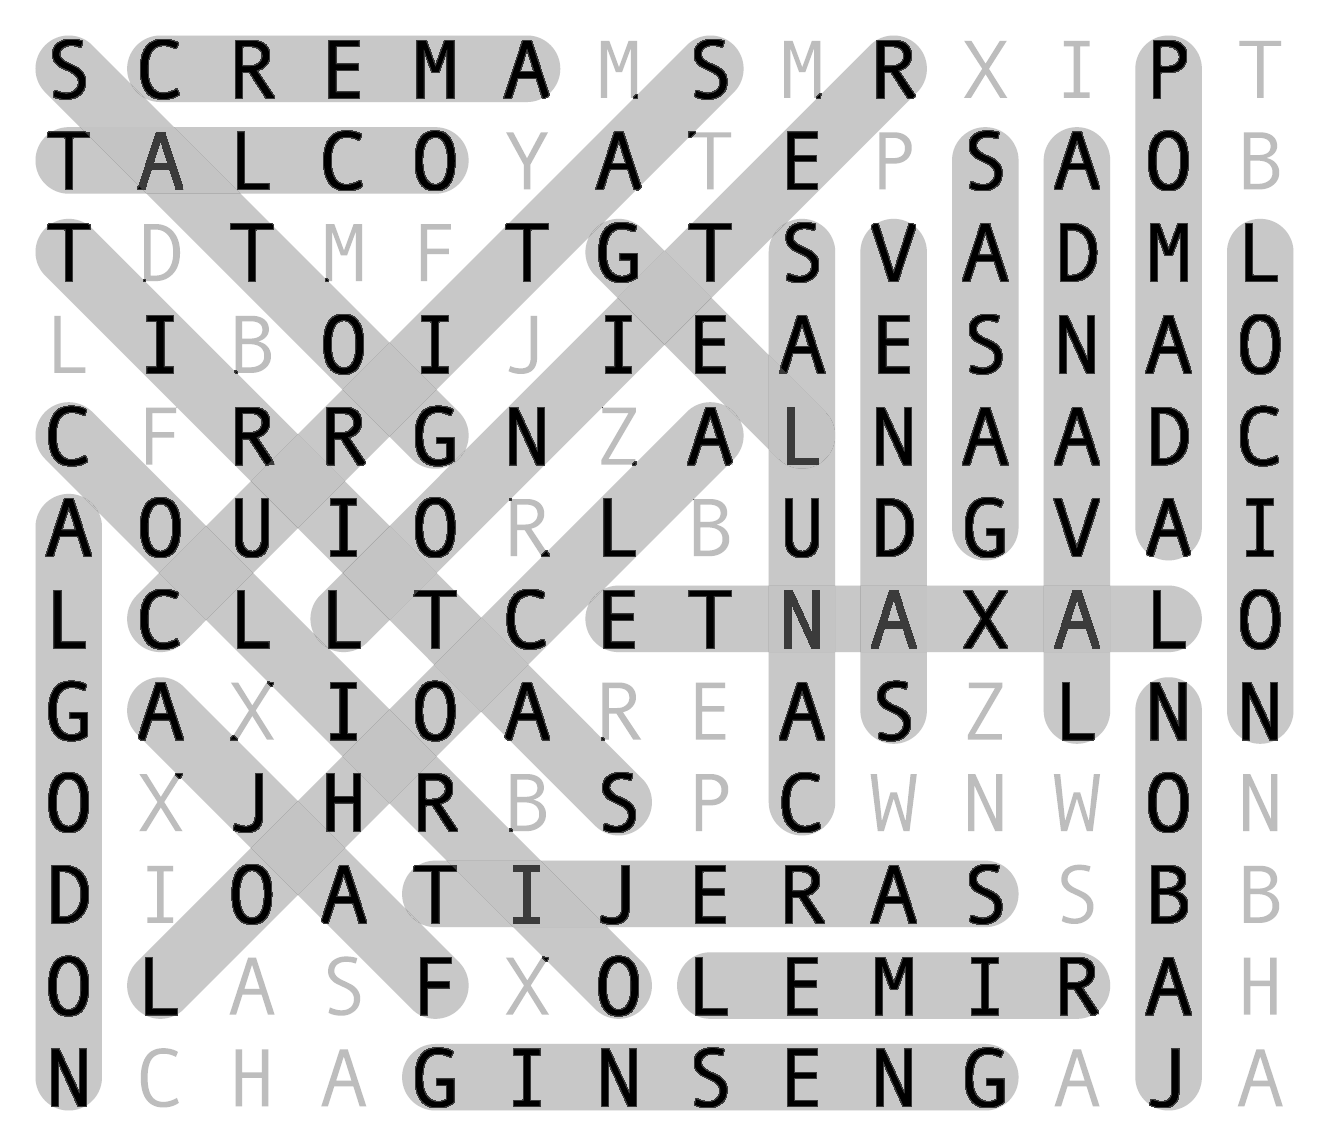 S C R E M A M S M R X I P T
T A L C O Y A T E P S A O B
T D T M F T G T S V A D M L
L I B O I J I E A E S N A O
C F R R G N Z A L N A A D C
A O U I O R L B U D G V A I
L C L L T C E T N A X A L O
G A X I O A R E A S Z L N N
O X J H R B S P C W N W O N
D I O A T I J E R A S S B B
O L A S F X O L E M I R A H
N C H A G I N S E N G A J A